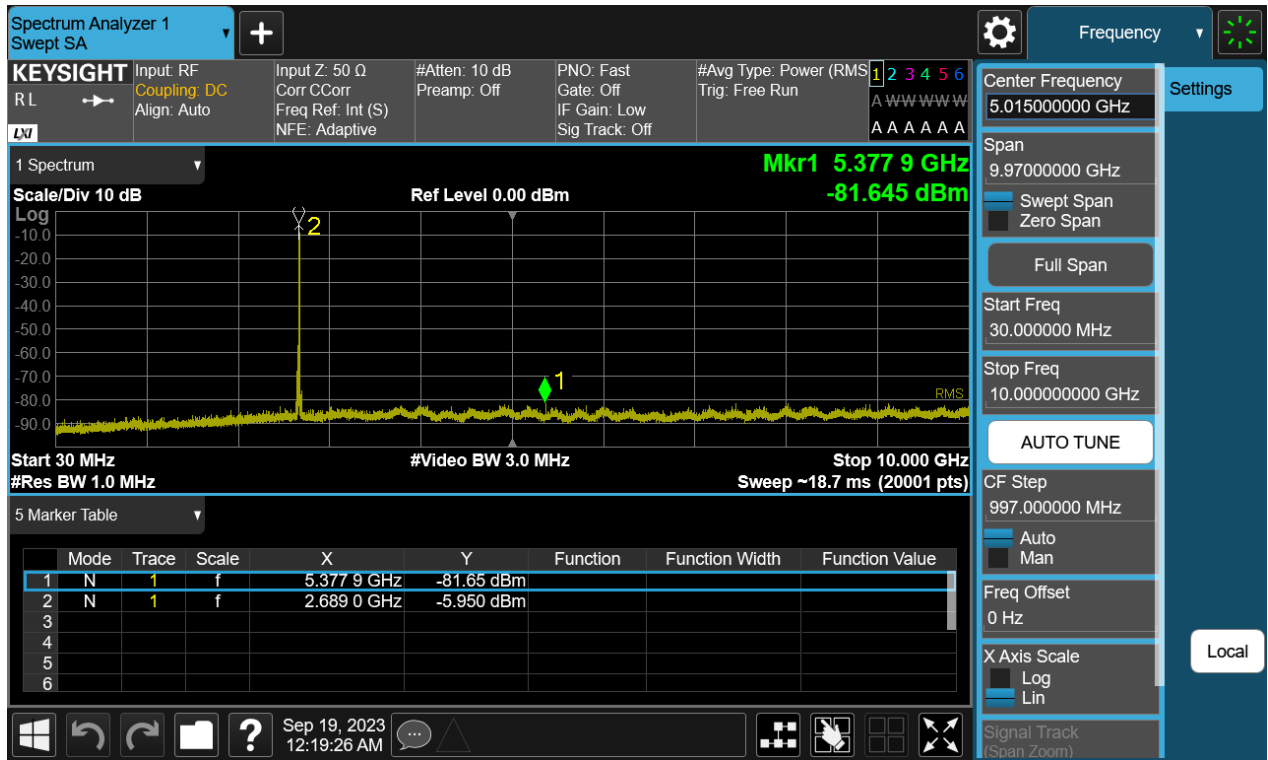 Spectrum Analyzer 1
Swept SA
+
Frequency
KEYSIGHT
RL
LXI
Input: RF
Coupling: DC
Align: Auto
Input Z: 50 Ω
Corr CCorr
Freq Ref: Int (S)
NFE: Adaptive
#Atten: 10 dB
Preamp: Off
PNO: Fast
Gate: Off
IF Gain: Low
Sig Track: Off
#Avg Type: Power (RMS
Trig: Free Run
1 2 3 4 5 6
A W W W W W
A A A A A A
1 Spectrum
Mkr1 5.377 9 GHz
Scale/Div 10 dB
Ref Level 0.00 dBm
-81.645 dBm
Log
2
-10.0
-20.0
-30.0
-40.0
-50.0
-60.0
-70.0
1
-80.0
RMS
-90.0
Start 30 MHz
#Video BW 3.0 MHz
Stop 10.000 GHz
#Res BW 1.0 MHz
Sweep ~18.7 ms (20001 pts)
5 Marker Table
Mode Trace Scale X Y Function Function Width Function Value
1 N 1 f 5.377 9 GHz -81.65 dBm
2 N 1 f 2.689 0 GHz -5.950 dBm
3
4
5
6
?
Sep 19, 2023
12:19:26 AM
Center Frequency
5.015000000 GHz
Settings
Span
9.97000000 GHz
Swept Span
Zero Span
Full Span
Start Freq
30.000000 MHz
Stop Freq
10.000000000 GHz
AUTO TUNE
CF Step
997.000000 MHz
Auto
Man
Freq Offset
0 Hz
X Axis Scale
Log
Lin
Local
Signal Track
(Span Zoom)